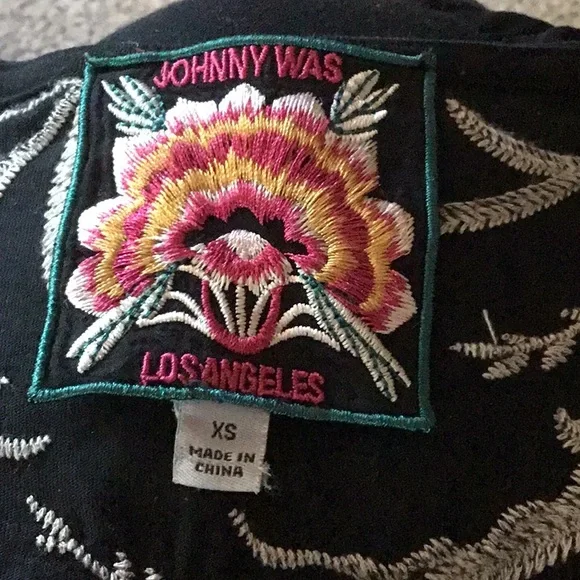 JOHNNY WAS
LOS ANGELES
XS
MADE IN
CHINA